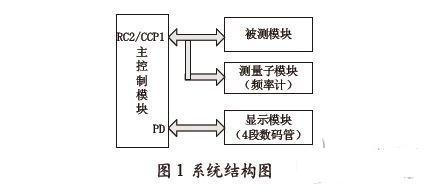 RC2/CCP1
主控制模块
PD
被测模块
测量子模块
（频率计）
显示模块
（4段数码管）
图1 系统结构图